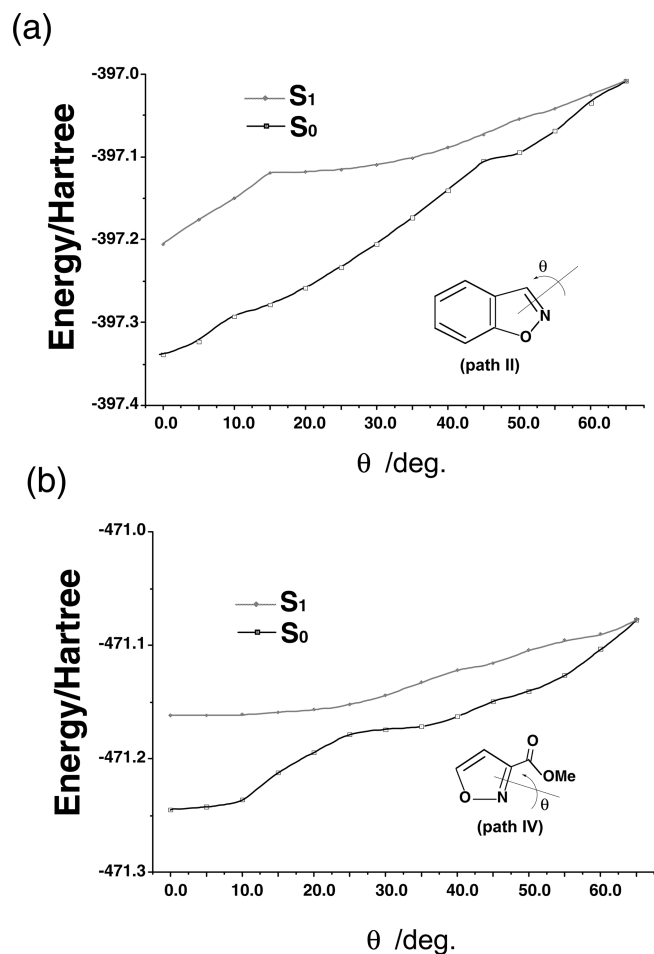 (a)
-397.0
-397.1
-397.2
-397.3
-397.4
Energy/Hartree
S1
S0
θ
N
O
(path II)
0.0 10.0 20.0 30.0 40.0 50.0 60.0
θ /deg.
(b)
-471.0
-471.1
-471.2
-471.3
Energy/Hartree
S1
S0
O
OMe
O N
θ
(path IV)
0.0 10.0 20.0 30.0 40.0 50.0 60.0
θ /deg.